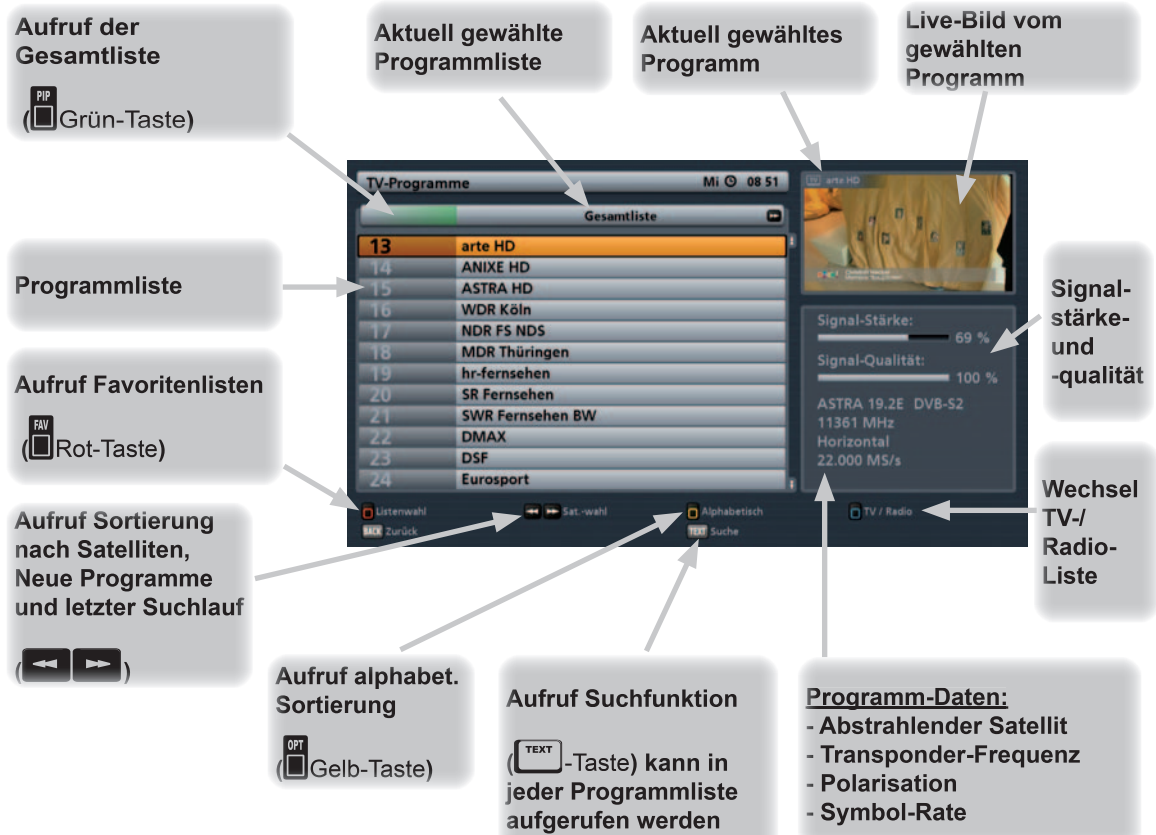 Aufruf der
Gesamtliste
PIP
(Grün-Taste)
Aktuell gewählte
Programmliste
Aktuell gewähltes
Programm
Live-Bild vom
gewählten
Programm
TV-Programme Mi 08 51
Gesamtliste
TV arte HD
13 arte HD
14 ANIXE HD
15 ASTRA HD
16 WDR Köln
17 NDR FS NDS
18 MDR Thüringen
19 hr-fernsehen
20 SR Fernsehen
21 SWR Fernsehen BW
22 DMAX
23 DSF
24 Eurosport
Signal-Stärke:
69 %
Signal-Qualität:
100 %
ASTRA 19.2E DVB-S2
11361 MHz
Horizontal
22.000 MS/s
Listenwahl Sat.-wahl Alphabetisch TV / Radio
BACK Zurück TEXT Suche
Programmliste
Signal-
stärke-
und
-qualität
Aufruf Favoritenlisten
FAV
(Rot-Taste)
Aufruf Sortierung
nach Satelliten,
Neue Programme
und letzter Suchlauf
( )
Wechsel
TV-/
Radio-
Liste
Aufruf alphabet.
Sortierung
OPT
(Gelb-Taste)
Aufruf Suchfunktion
(TEXT-Taste) kann in
jeder Programmliste
aufgerufen werden
Programm-Daten:
- Abstrahlender Satellit
- Transponder-Frequenz
- Polarisation
- Symbol-Rate